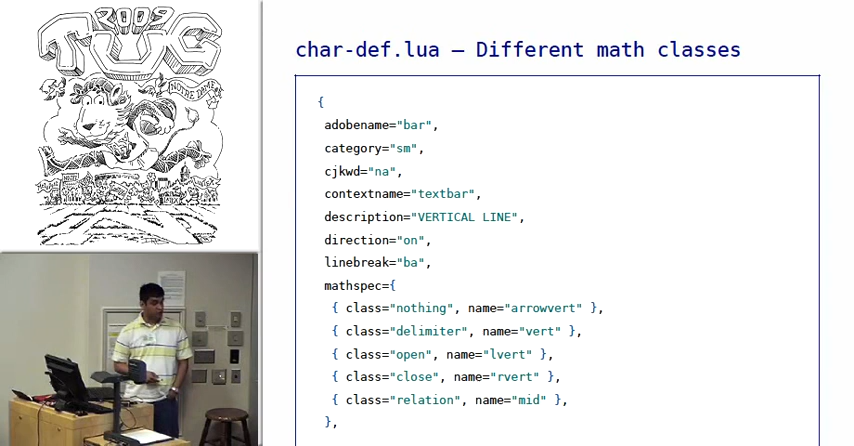 2009
TUG
NOTRE DAME
char-def.lua – Different math classes
{
adobename="bar",
category="sm",
cjkwd="na",
contextname="textbar",
description="VERTICAL LINE",
direction="on",
linebreak="ba",
mathspec={
{ class="nothing", name="arrowvert" },
{ class="delimiter", name="vert" },
{ class="open", name="lvert" },
{ class="close", name="rvert" },
{ class="relation", name="mid" },
},